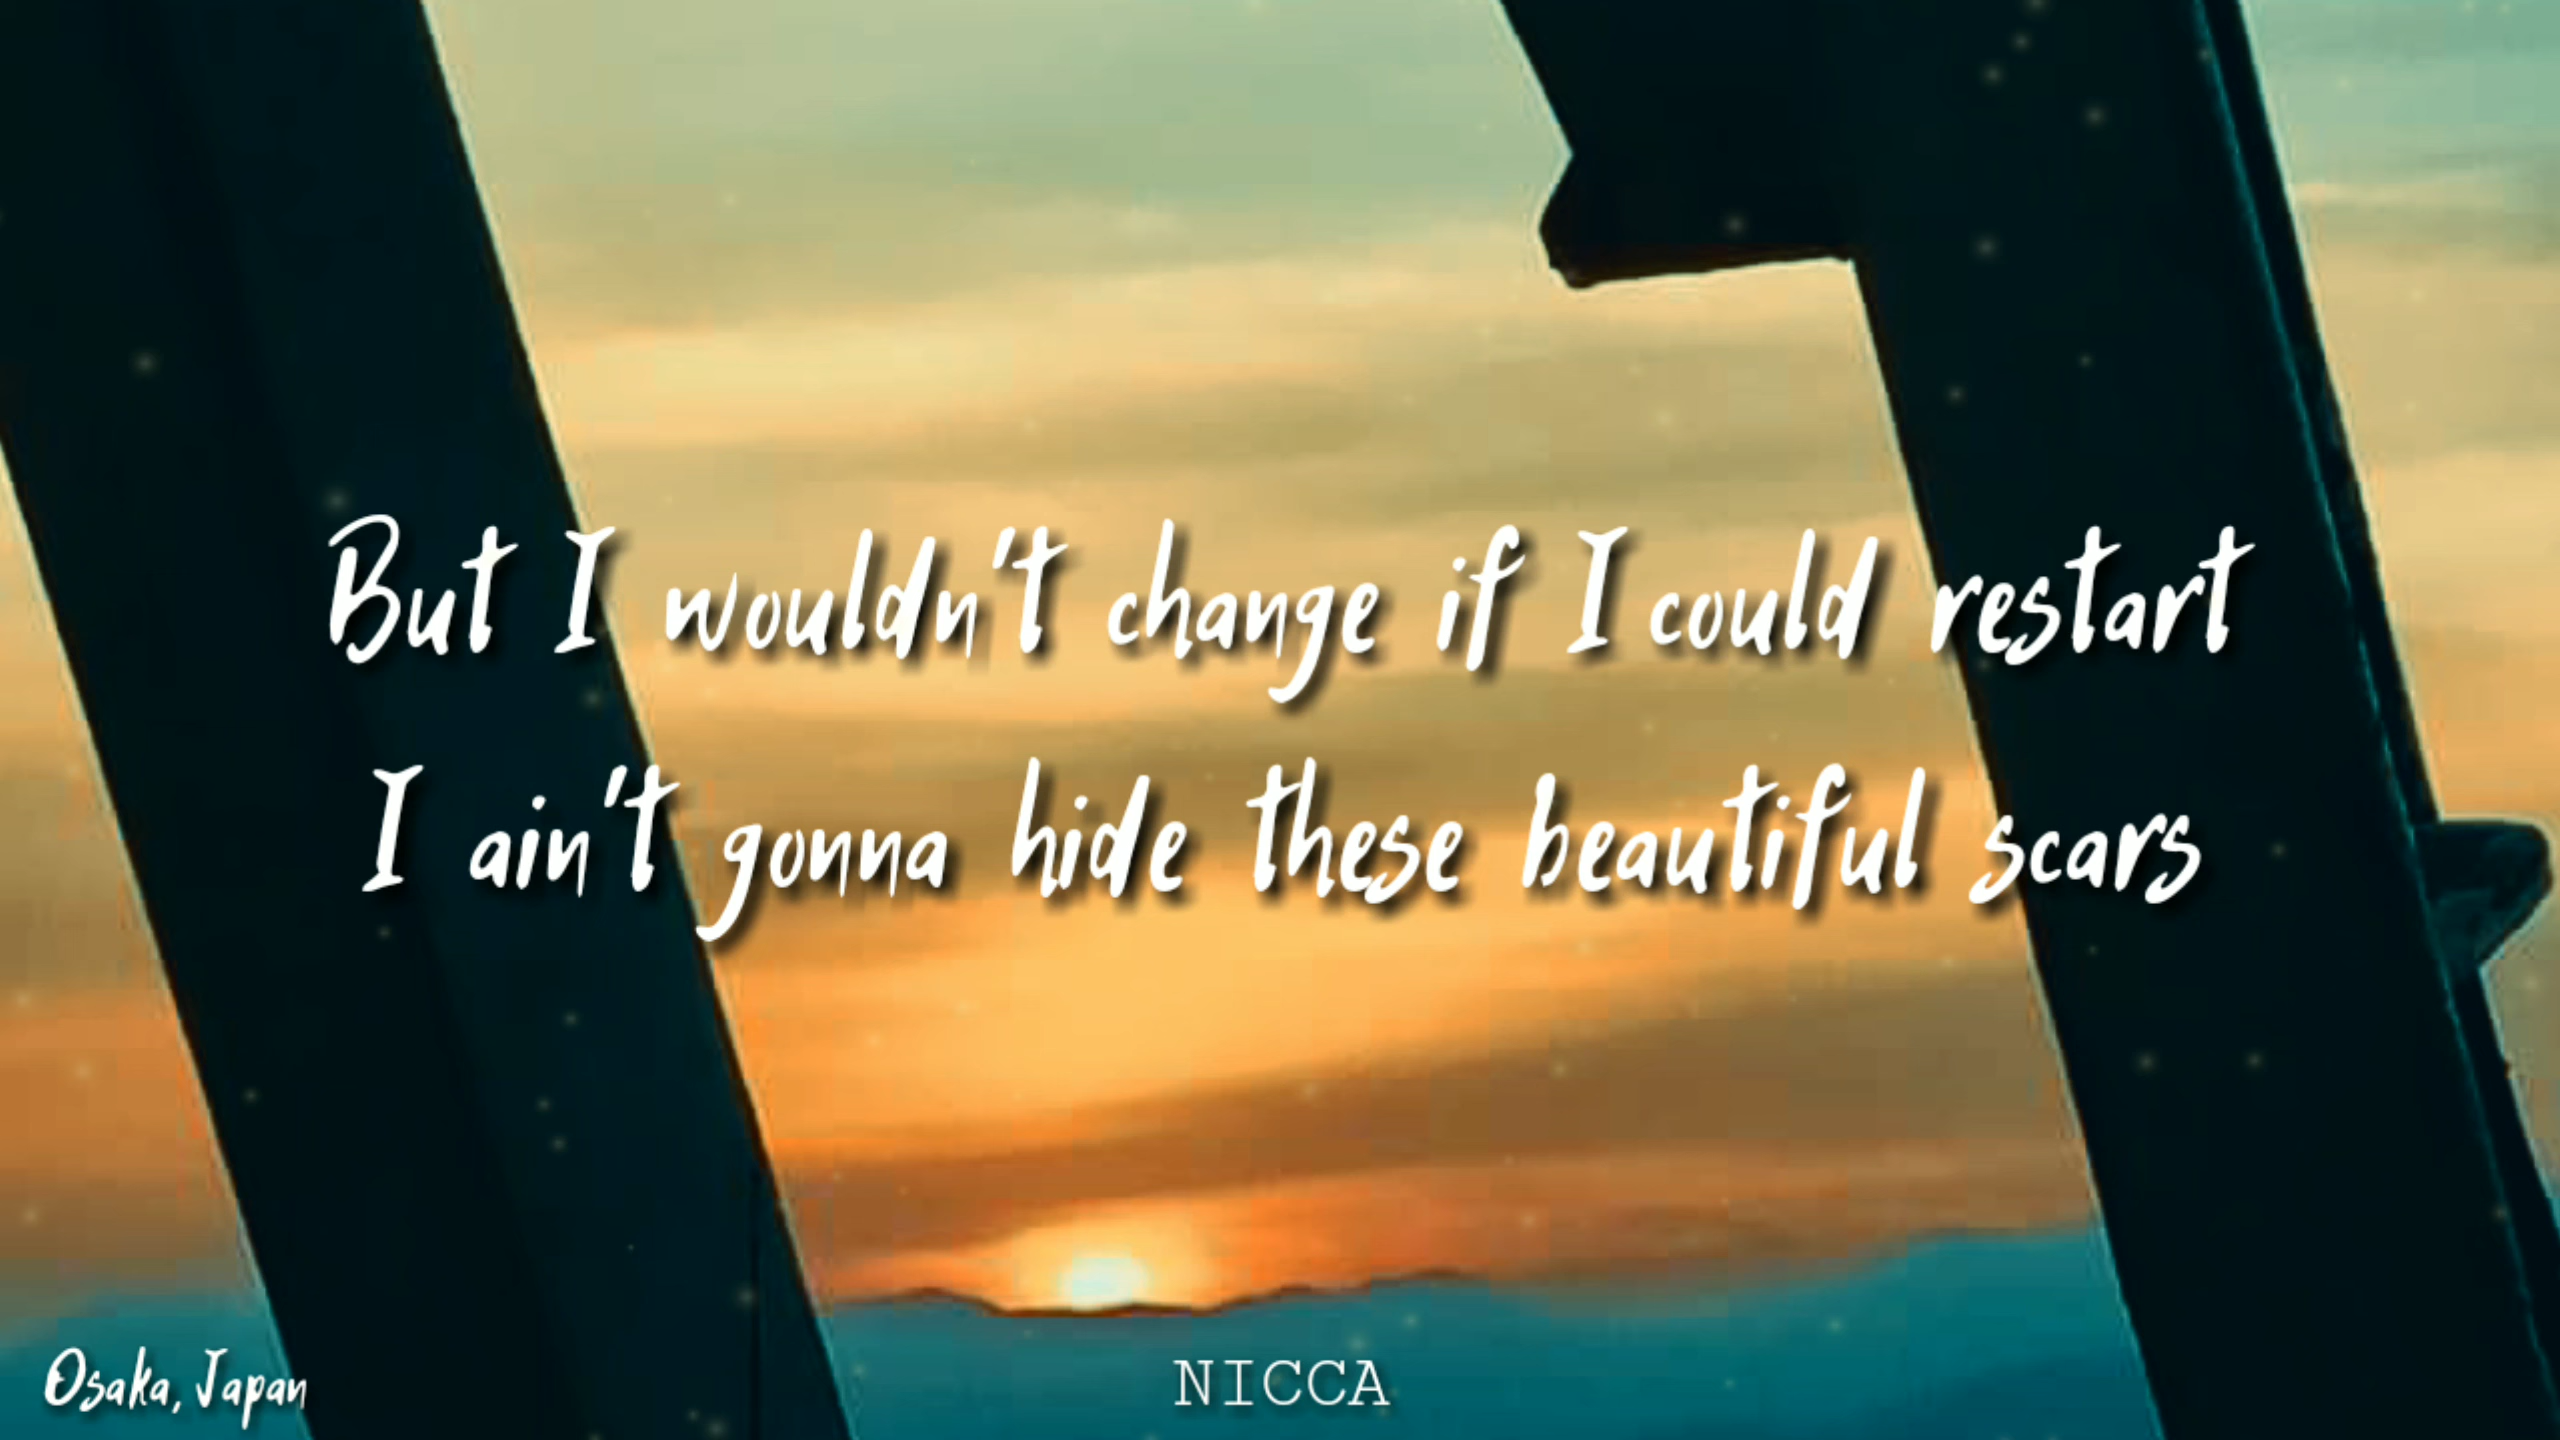 But I wouldn't change if I could restart
I ain't gonna hide these beautiful scars
Osaka, Japan
NICCA